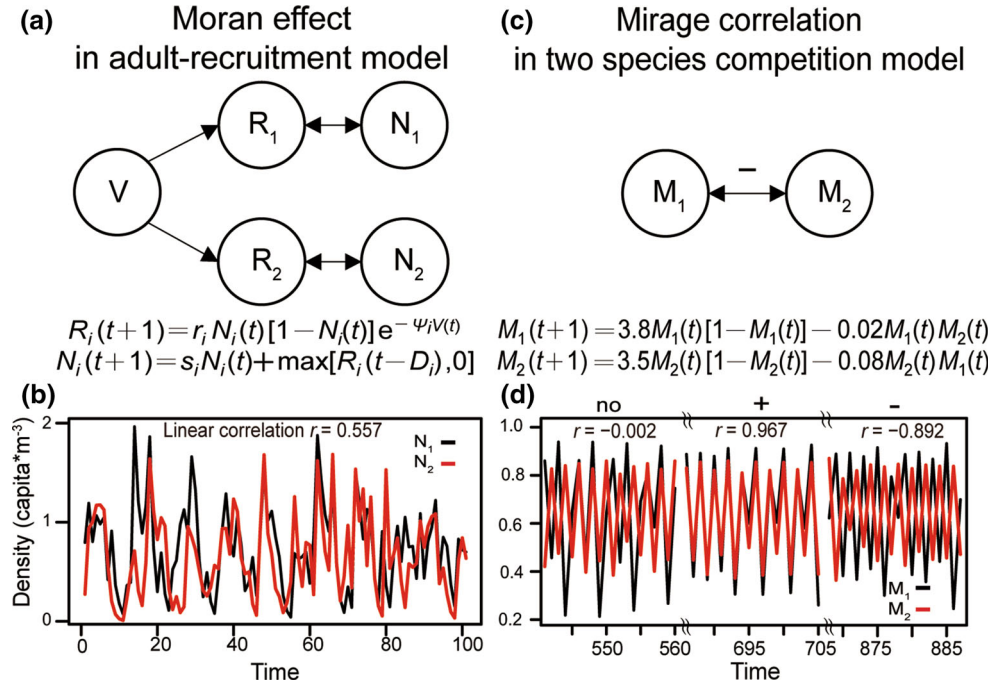 (a) Moran effect
in adult-recruitment model
V
R₁
N₁
R₂
N₂
Rᵢ(t+1)=rᵢNᵢ(t)[1−Nᵢ(t)]e^−ΨᵢV(t)
Nᵢ(t+1)=sᵢNᵢ(t)+max[Rᵢ(t−Dᵢ),0]
(c) Mirage correlation
in two species competition model
M₁
−
M₂
M₁(t+1)=3.8M₁(t)[1−M₁(t)]−0.02M₁(t)M₂(t)
M₂(t+1)=3.5M₂(t)[1−M₂(t)]−0.08M₂(t)M₁(t)
(b)
Linear correlation r = 0.557
N₁
N₂
Density (capita*m⁻³)
2
1
0
0 20 40 60 80 100
Time
(d)
no + −
r = −0.002 r = 0.967 r = −0.892
1.0
0.8
0.6
0.4
0.2
M₁
M₂
550 560 695 705 875 885
Time